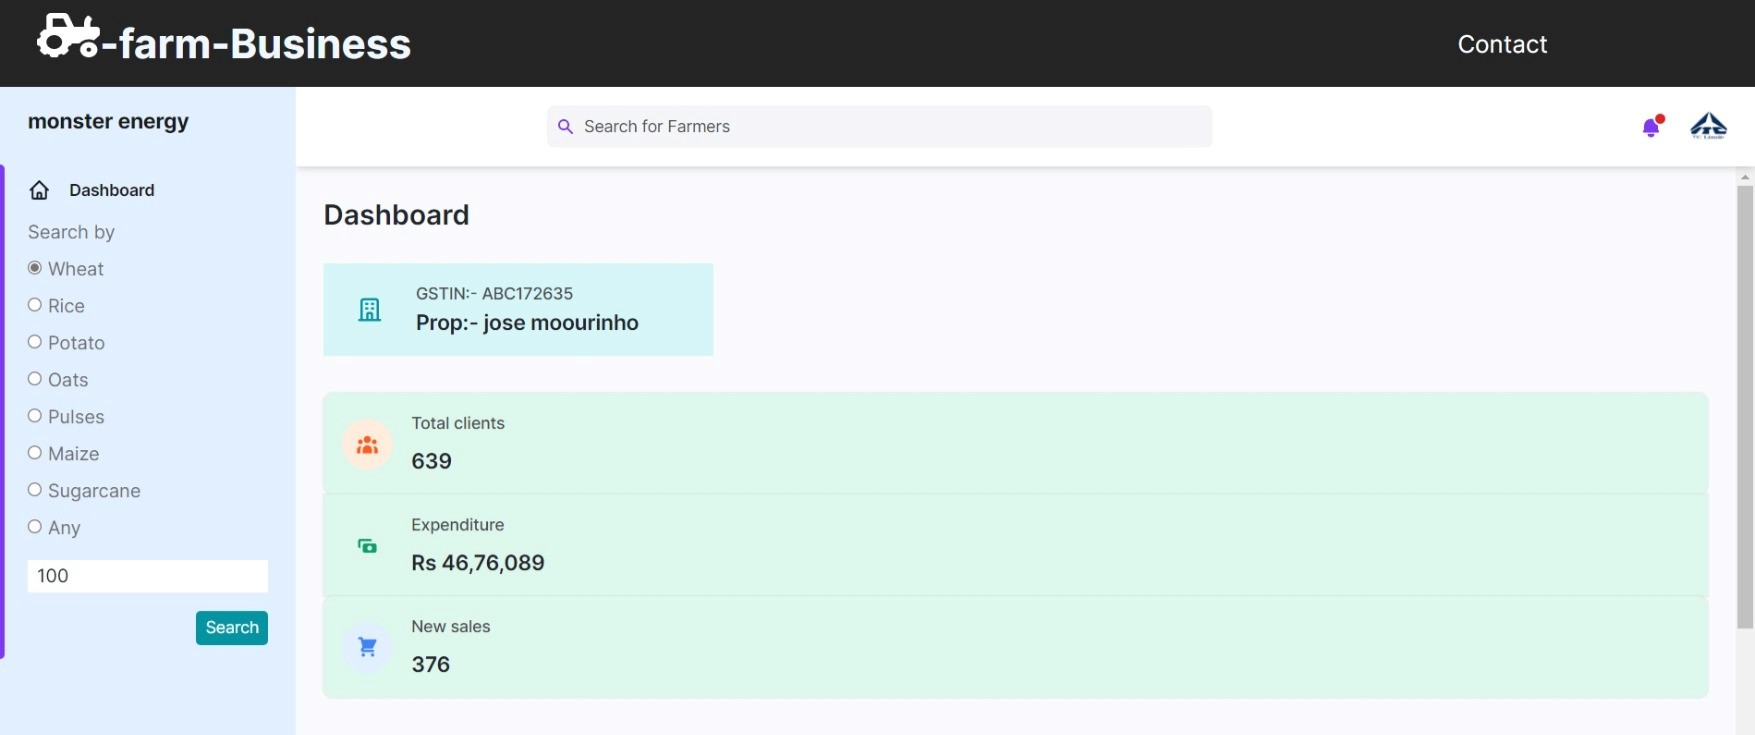 -farm-Business
Contact
monster energy
Search for Farmers
Dashboard
Search by
Wheat
Rice
Potato
Oats
Pulses
Maize
Sugarcane
Any
100
Search
Dashboard
GSTIN:- ABC172635
Prop:- jose moourinho
Total clients
639
Expenditure
Rs 46,76,089
New sales
376